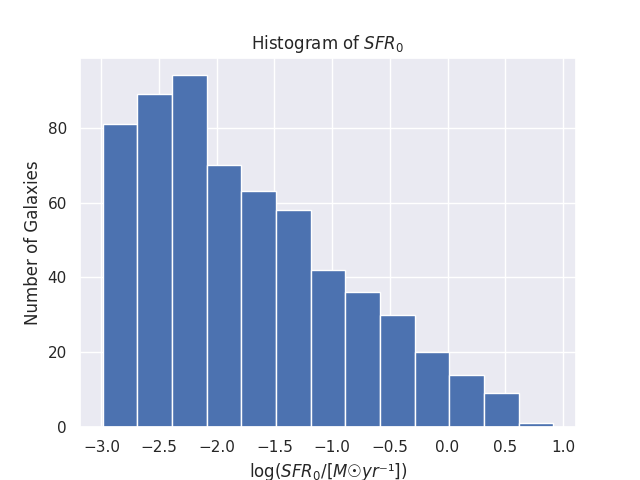 Histogram of SFR₀
Number of Galaxies
80
60
40
20
0
−3.0 −2.5 −2.0 −1.5 −1.0 −0.5 0.0 0.5 1.0
log(SFR₀/[M☉yr⁻¹])